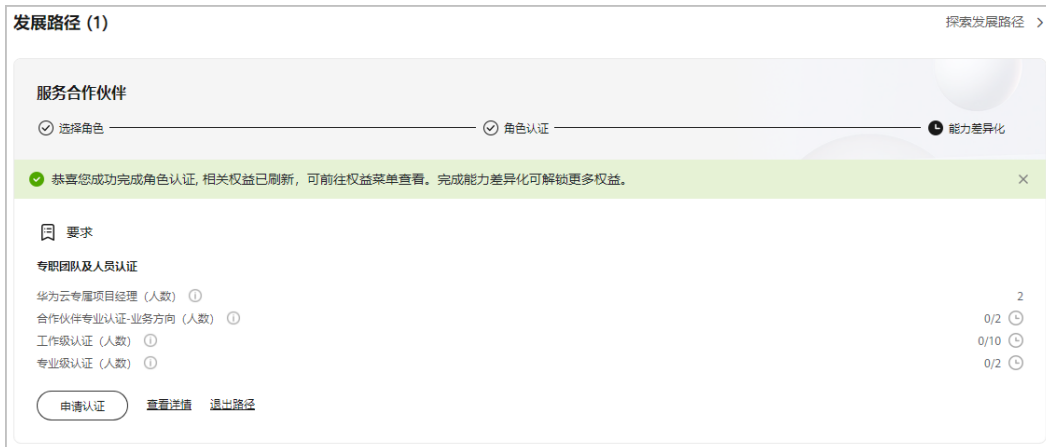 发展路径 (1)
探索发展路径
服务合作伙伴
选择角色
角色认证
能力差异化
恭喜您成功完成角色认证, 相关权益已刷新，可前往权益菜单查看。完成能力差异化可解锁更多权益。
要求
专职团队及人员认证
华为云专属项目经理（人数） 2
合作伙伴专业认证-业务方向（人数） 0/2
工作级认证（人数） 0/10
专业级认证（人数） 0/2
申请认证 查看详情 退出路径